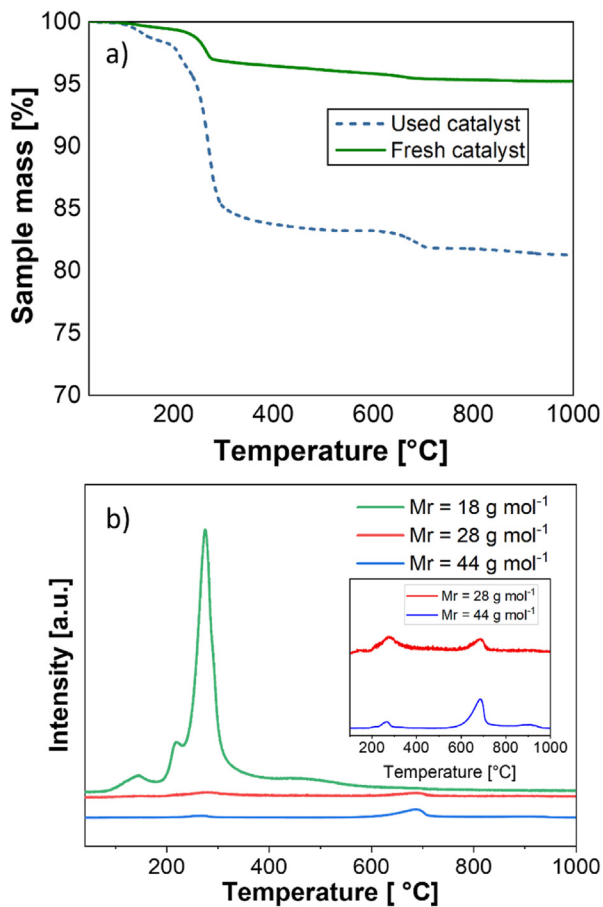 a)
Sample mass [%]
100
95
90
85
80
75
70
Used catalyst
Fresh catalyst
200 400 600 800 1000
Temperature [°C]
b)
Intensity [a.u.]
Mr = 18 g mol⁻¹
Mr = 28 g mol⁻¹
Mr = 44 g mol⁻¹
Mr = 28 g mol⁻¹
Mr = 44 g mol⁻¹
200 400 600 800 1000
Temperature [°C]
200 400 600 800 1000
Temperature [ °C]